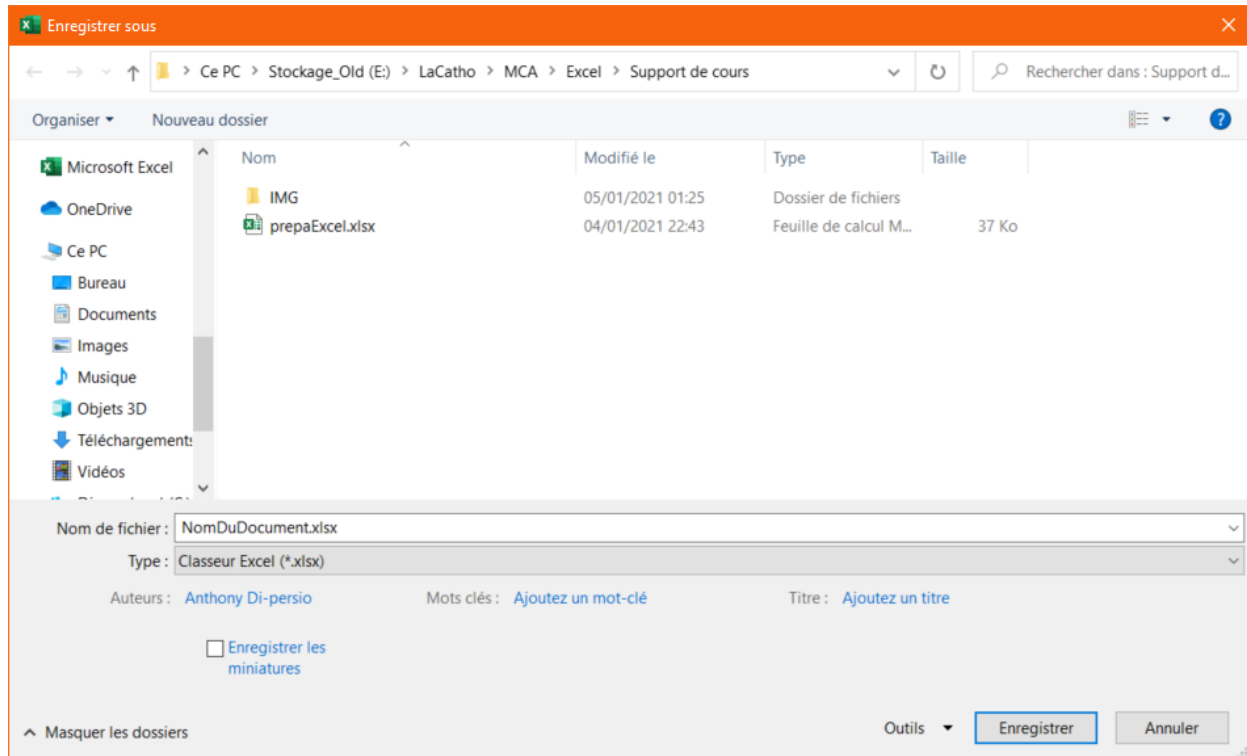 Enregistrer sous
Ce PC > Stockage_Old (E:) > LaCatho > MCA > Excel > Support de cours
Rechercher dans : Support d...
Organiser Nouveau dossier
Nom Modifié le Type Taille
Microsoft Excel
OneDrive
Ce PC
Bureau
Documents
Images
Musique
Objets 3D
Téléchargements
Vidéos
IMG 05/01/2021 01:25 Dossier de fichiers
prepaExcel.xlsx 04/01/2021 22:43 Feuille de calcul M... 37 Ko
Nom de fichier : NomDuDocument.xlsx
Type : Classeur Excel (*.xlsx)
Auteurs : Anthony Di-persio Mots clés : Ajoutez un mot-clé Titre : Ajoutez un titre
Enregistrer les
miniatures
Masquer les dossiers
Outils Enregistrer Annuler